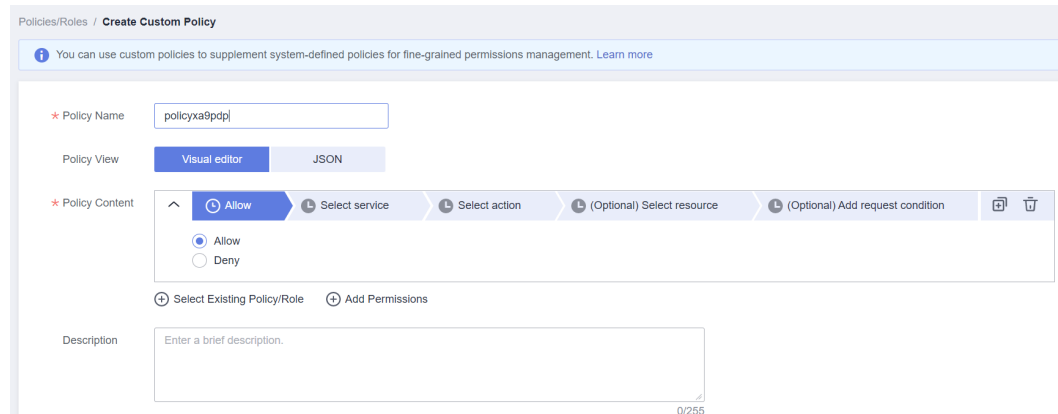 Policies/Roles / Create Custom Policy
You can use custom policies to supplement system-defined policies for fine-grained permissions management. Learn more
* Policy Name policyxa9pdp
Policy View Visual editor JSON
* Policy Content Allow Select service Select action (Optional) Select resource (Optional) Add request condition
Allow
Deny
Select Existing Policy/Role Add Permissions
Description Enter a brief description.
0/255